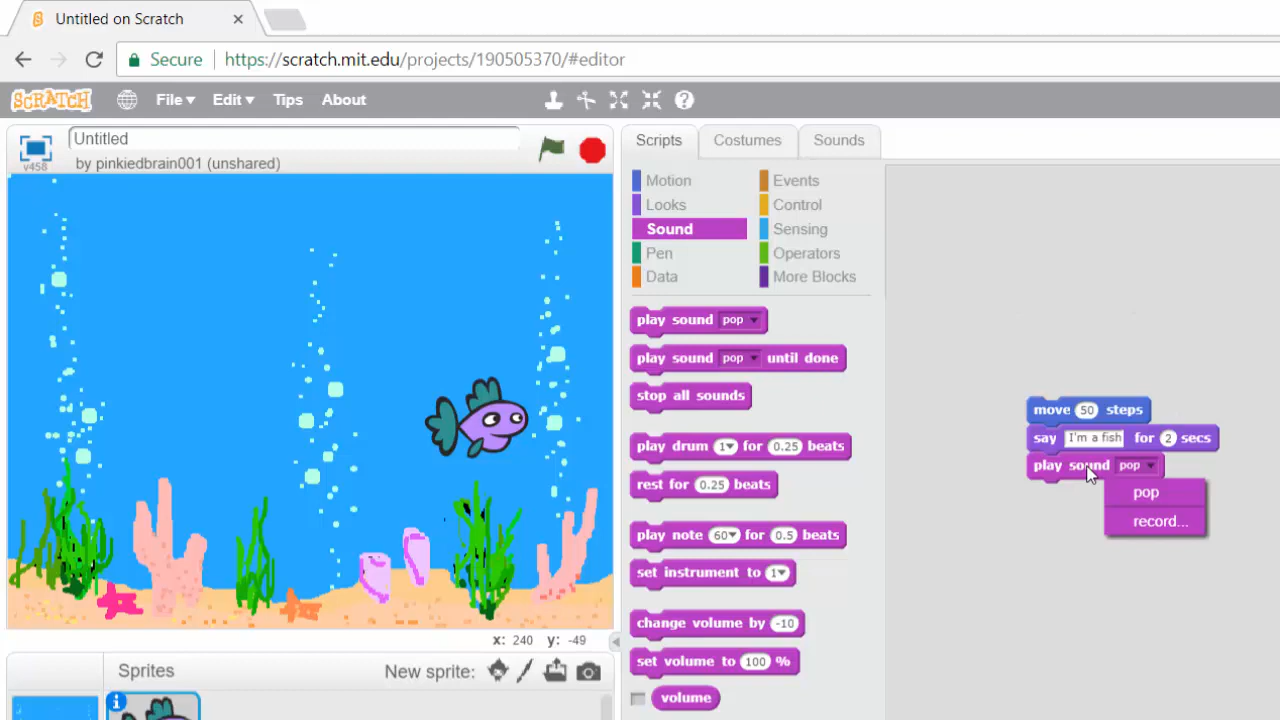 Untitled on Scratch
Secure https://scratch.mit.edu/projects/190505370/#editor
SCRATCH File Edit Tips About
v458
Untitled
by pinkiedbrain001 (unshared)
Scripts Costumes Sounds
Motion Events
Looks Control
Sound Sensing
Pen Operators
Data More Blocks
play sound pop
play sound pop until done
stop all sounds
play drum 1 for 0.25 beats
rest for 0.25 beats
play note 60 for 0.5 beats
set instrument to 1
change volume by -10
set volume to 100 %
volume
move 50 steps
say I'm a fish for 2 secs
play sound pop
pop
record...
x: 240 y: -49
Sprites New sprite: